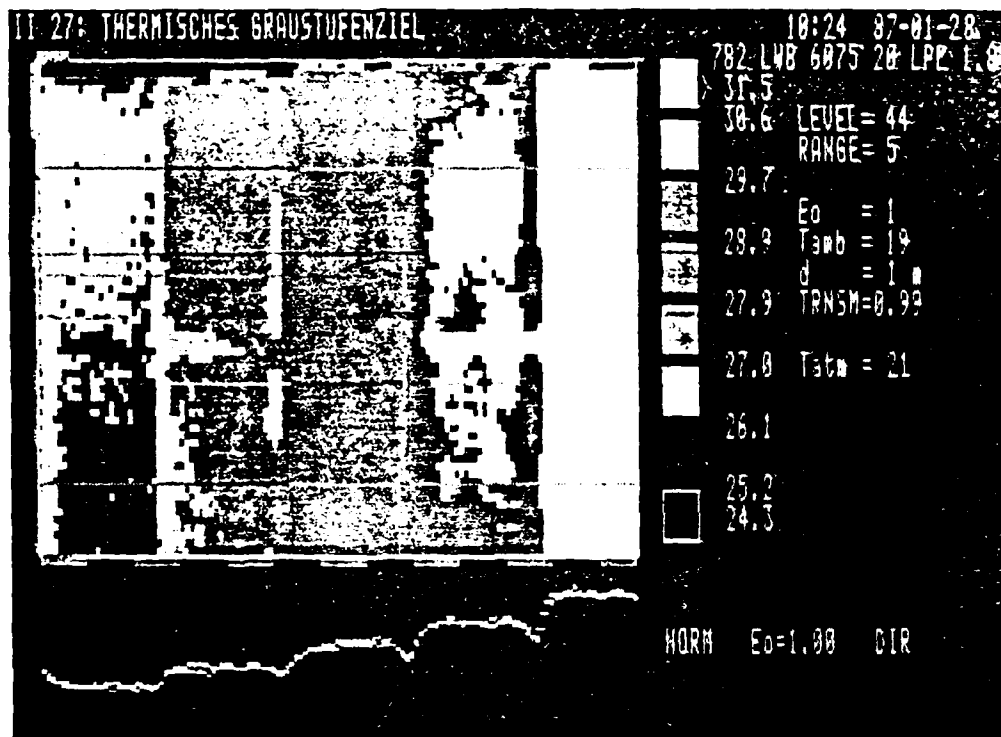 II 27: THERMISCHES GRAUSTUFENZIEL 10:24 87-01-28
782 LWB 6075 20 LPE 1.8
31.5
30.6 LEVEL= 44
RANGE= 5
29.7
Eo = 1
28.9 Tamb = 19
d = 1 m
27.9 TRNSM=0.99
27.0 Tatm = 21
26.1
25.2
24.3
NORM Eo=1.00 DIR